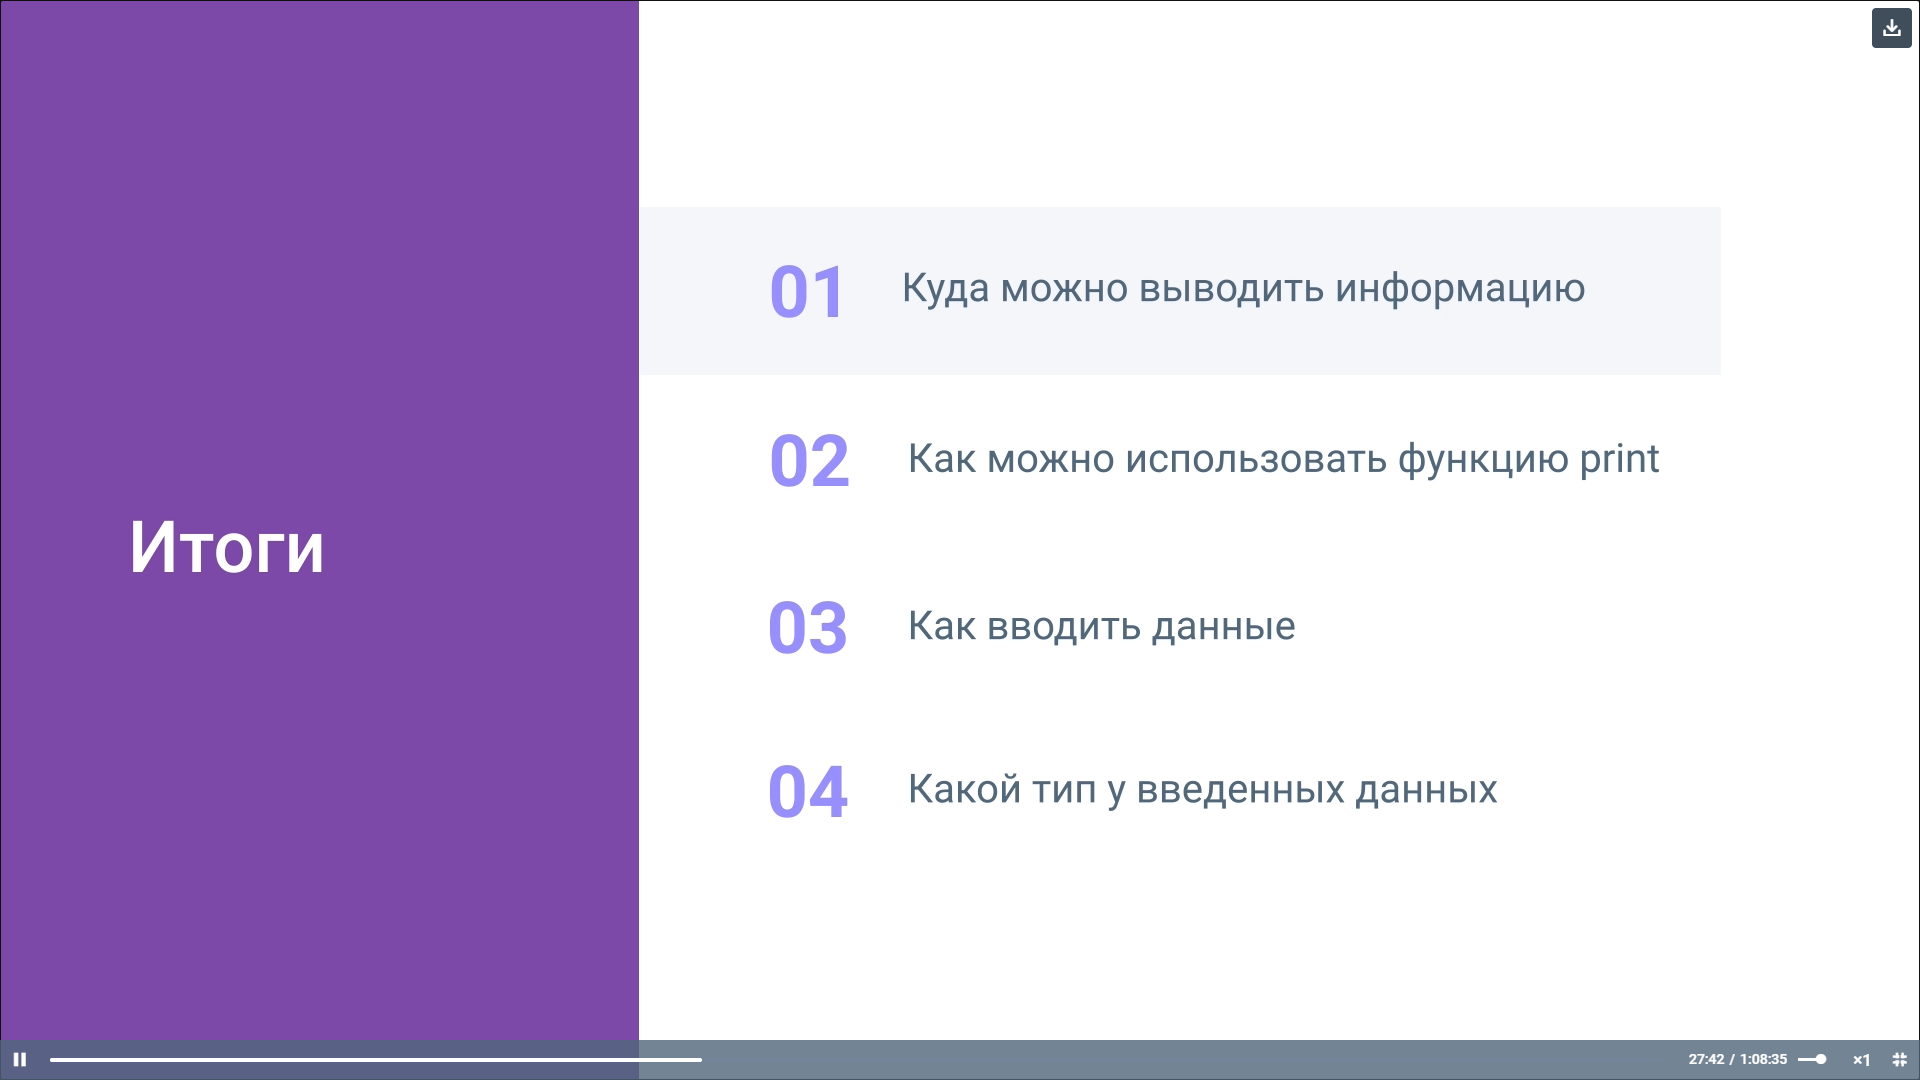 Итоги
01 Куда можно выводить информацию
02 Как можно использовать функцию print
03 Как вводить данные
04 Какой тип у введенных данных
27:42 / 1:08:35 ×1